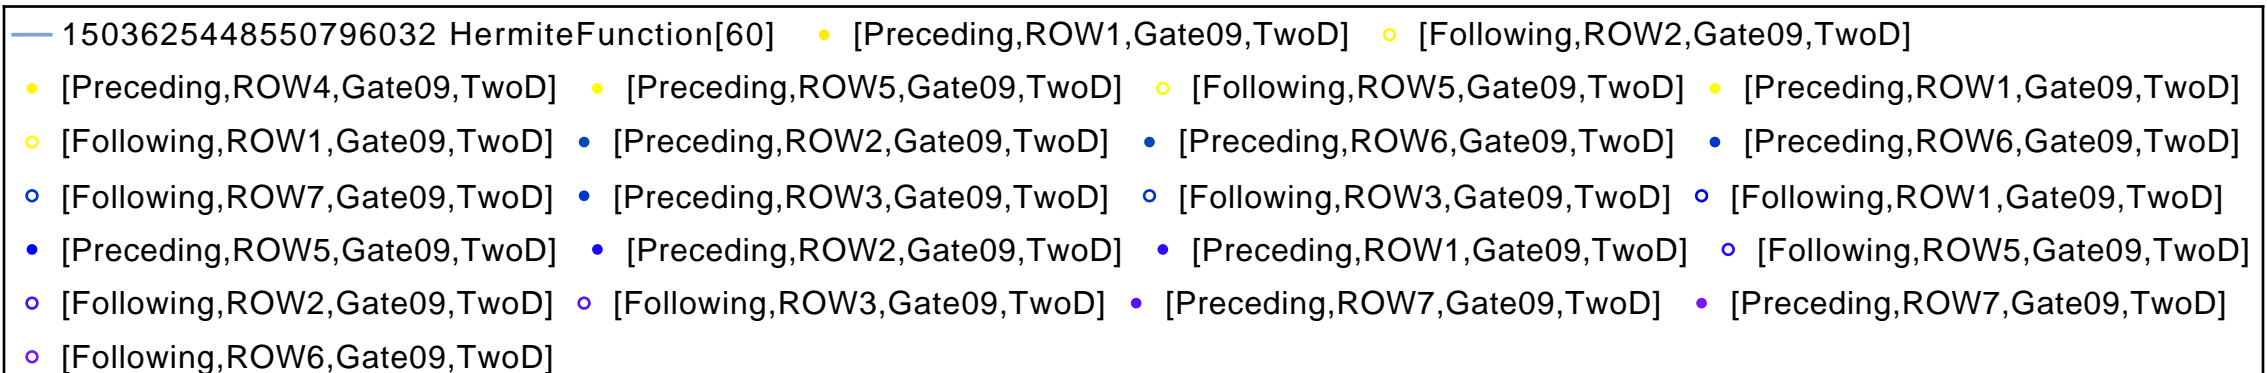 1503625448550796032 HermiteFunction[60] [Preceding,ROW1,Gate09,TwoD] [Following,ROW2,Gate09,TwoD]
[Preceding,ROW4,Gate09,TwoD] [Preceding,ROW5,Gate09,TwoD] [Following,ROW5,Gate09,TwoD] [Preceding,ROW1,Gate09,TwoD]
[Following,ROW1,Gate09,TwoD] [Preceding,ROW2,Gate09,TwoD] [Preceding,ROW6,Gate09,TwoD] [Preceding,ROW6,Gate09,TwoD]
[Following,ROW7,Gate09,TwoD] [Preceding,ROW3,Gate09,TwoD] [Following,ROW3,Gate09,TwoD] [Following,ROW1,Gate09,TwoD]
[Preceding,ROW5,Gate09,TwoD] [Preceding,ROW2,Gate09,TwoD] [Preceding,ROW1,Gate09,TwoD] [Following,ROW5,Gate09,TwoD]
[Following,ROW2,Gate09,TwoD] [Following,ROW3,Gate09,TwoD] [Preceding,ROW7,Gate09,TwoD] [Preceding,ROW7,Gate09,TwoD]
[Following,ROW6,Gate09,TwoD]